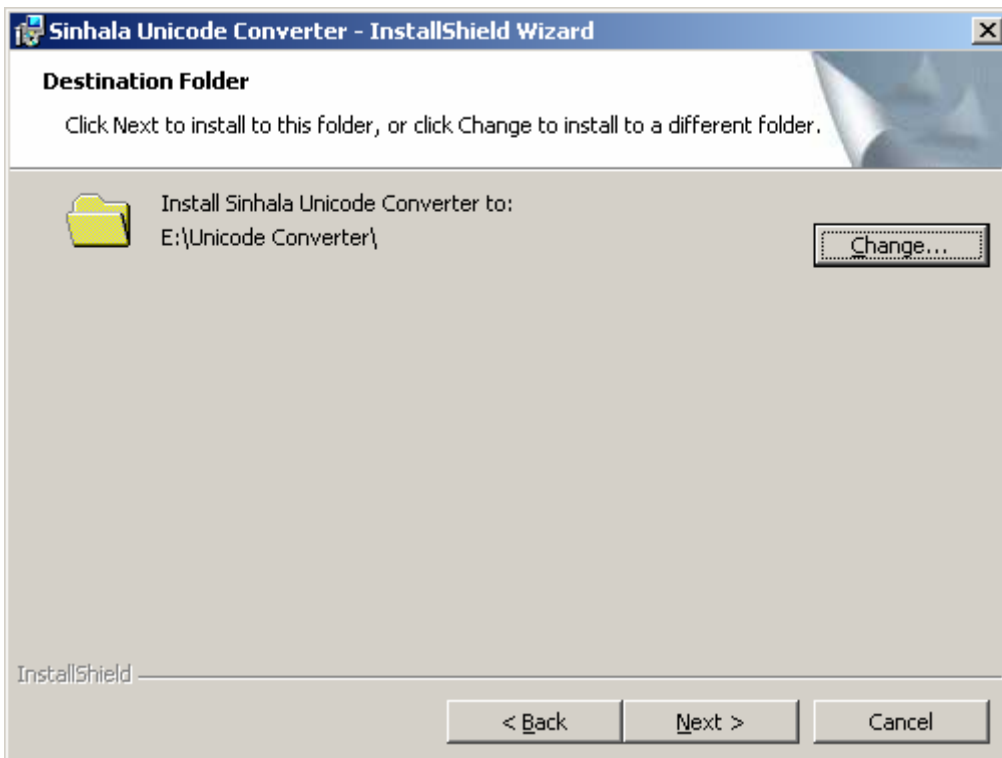 Sinhala Unicode Converter - InstallShield Wizard
Destination Folder
Click Next to install to this folder, or click Change to install to a different folder.
Install Sinhala Unicode Converter to:
E:\Unicode Converter\
Change...
InstallShield
< Back
Next >
Cancel